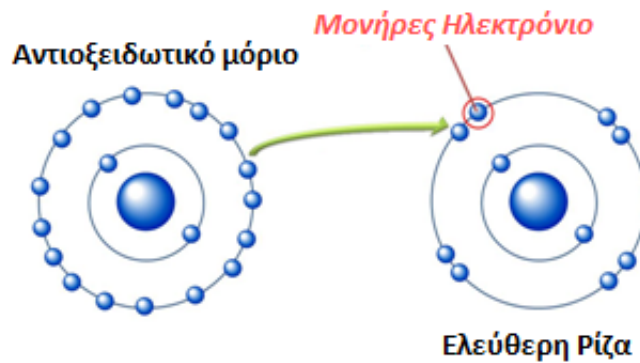 Μονήρες Ηλεκτρόνιο
Αντιοξειδωτικό μόριο
Ελεύθερη Ρίζα